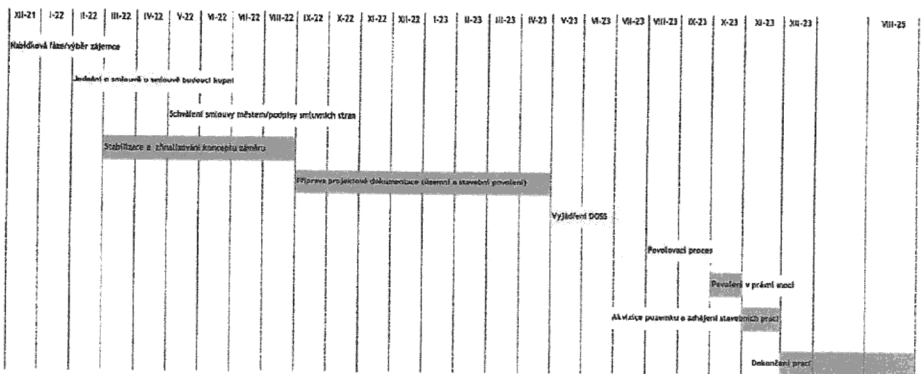 XII-21 I-22 II-22 III-22 IV-22 V-22 VI-22 VII-22 VIII-22 IX-22 X-22 XI-22 XII-22 I-23 II-23 III-23 IV-23 V-23 VI-23 VII-23 VIII-23 IX-23 X-23 XI-23 XII-23 VIII-25
Nabídková fáze/výběr zájemce
Jednání o smlouvě o smlouvě budoucí kupní
Schválení smlouvy městem/podpisy smluvních stran
Stabilizace a zfinalizování konceptu záměru
Příprava projektové dokumentace (územní a stavební povolení)
Vyjádření DOSS
Povolovací proces
Povolení v právní moci
Akvizice pozemku a zahájení stavebních prací
Dokončení prací